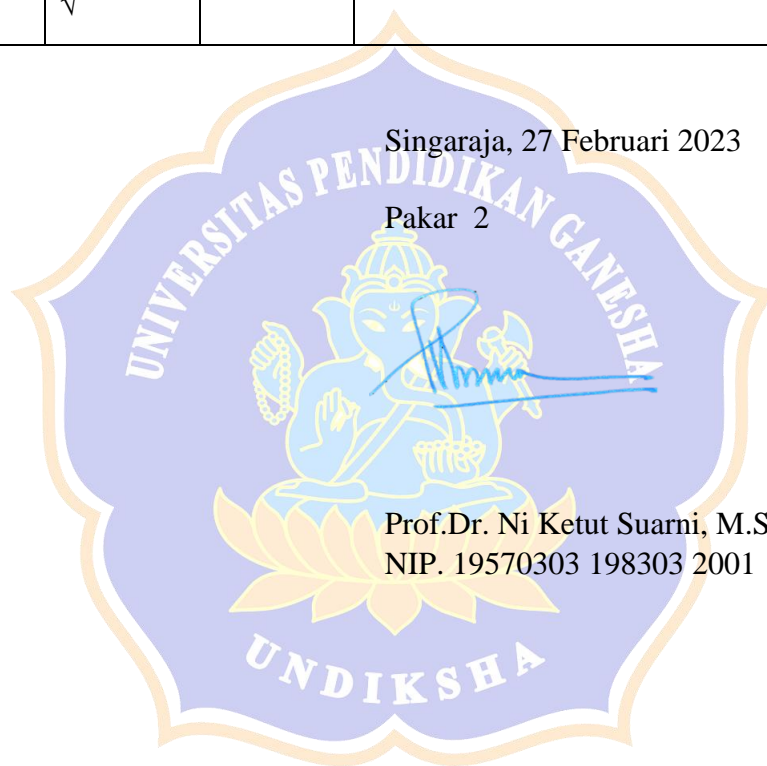 √
Singaraja, 27 Februari 2023
UNIVERSITAS PENDIDIKAN GANESHA
Pakar 2
Prof.Dr. Ni Ketut Suarni, M.S
NIP. 19570303 198303 2001
UNDIKSHA